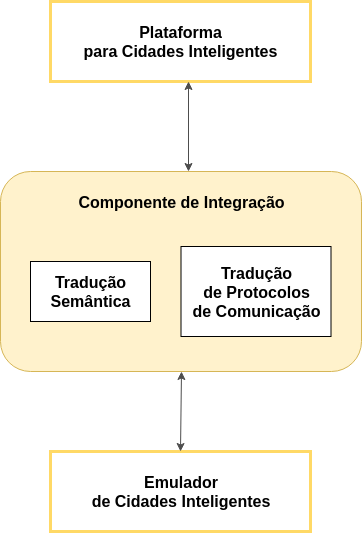 Plataforma
para Cidades Inteligentes
Componente de Integração
Tradução
Semântica
Tradução
de Protocolos
de Comunicação
Emulador
de Cidades Inteligentes